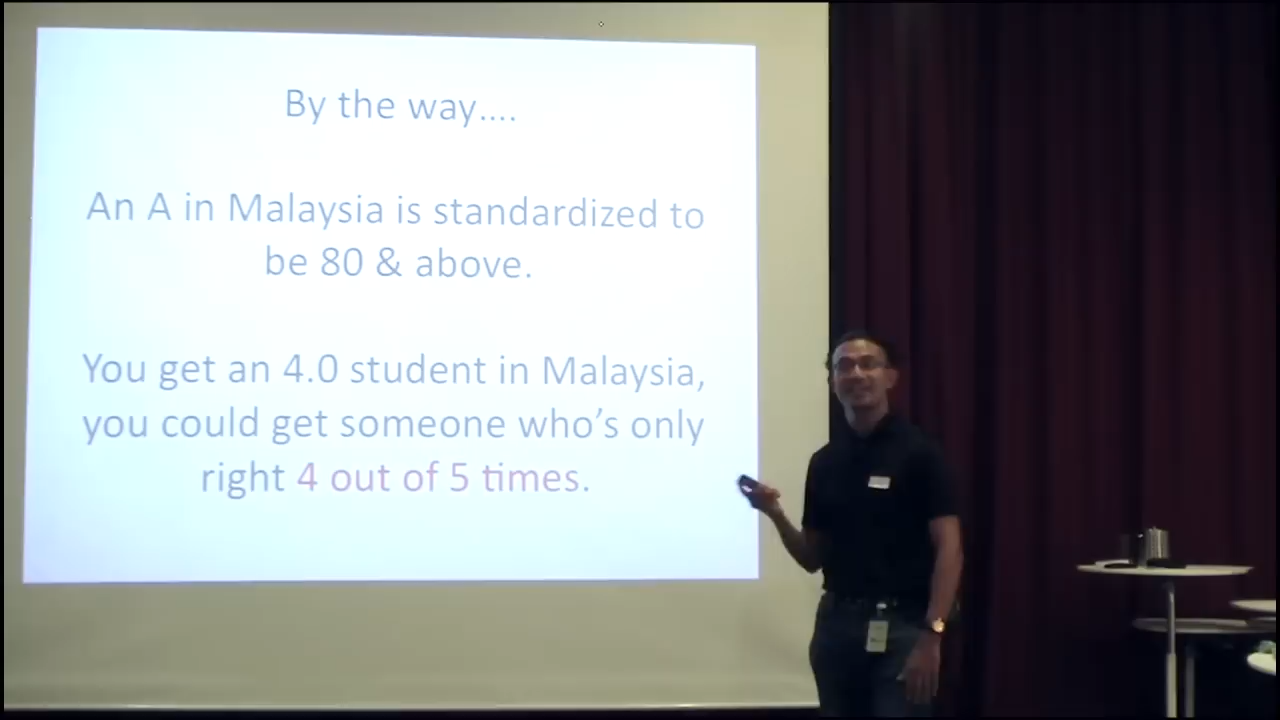 By the way....
An A in Malaysia is standardized to
be 80 & above.
You get an 4.0 student in Malaysia,
you could get someone who’s only
right 4 out of 5 times.